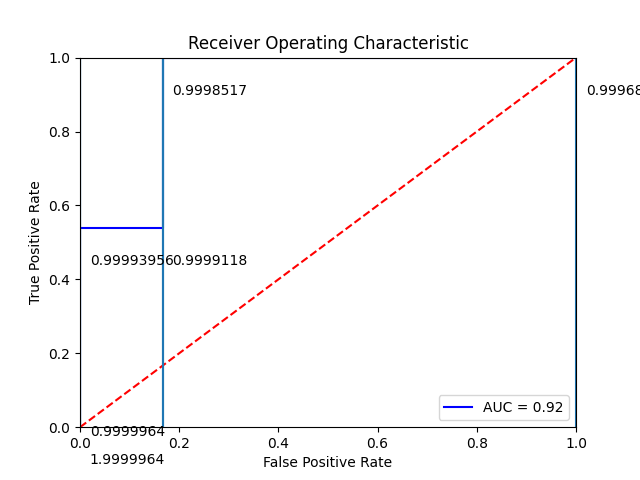 Receiver Operating Characteristic
1.0
0.9998517
0.99968
0.8
0.6
True Positive Rate
0.99993956
0.9999118
0.4
0.2
AUC = 0.92
0.0
0.9999964
0.0 0.2 0.4 0.6 0.8 1.0
1.9999964
False Positive Rate